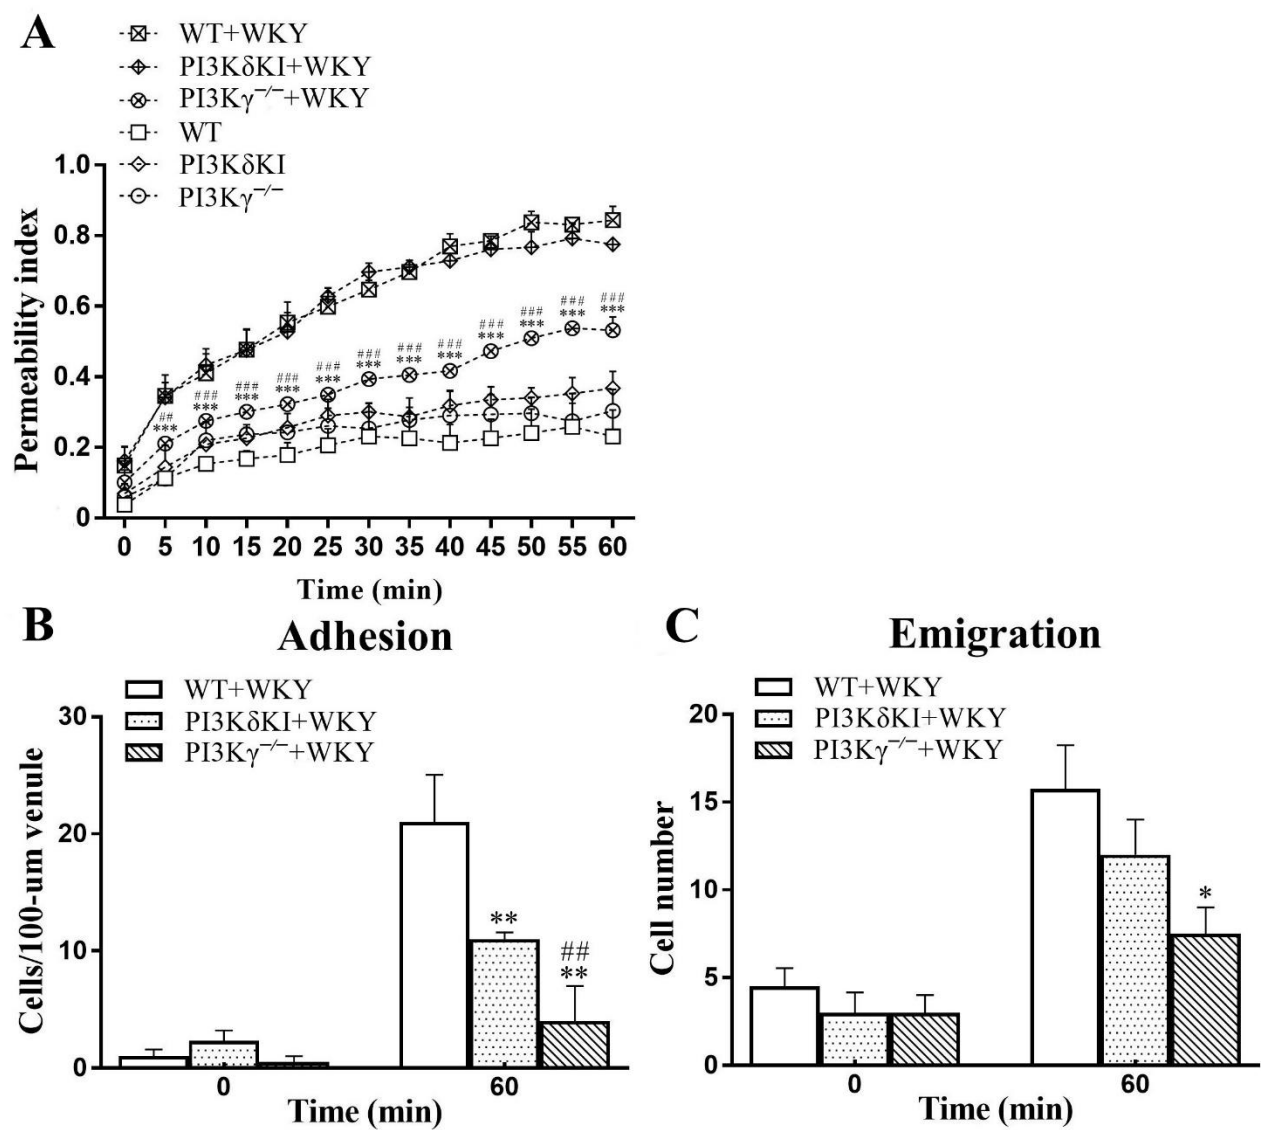 A
WT+WKY
PI3KδKI+WKY
PI3Kγ⁻/⁻+WKY
WT
PI3KδKI
PI3Kγ⁻/⁻
1.0
0.8
0.6
0.4
0.2
0
Permeability index
## ### ### ### ### ### ### ### ### ### ### ###
*** *** *** *** *** *** *** *** *** *** *** ***
0 5 10 15 20 25 30 35 40 45 50 55 60
Time (min)
B
Adhesion
WT+WKY
PI3KδKI+WKY
PI3Kγ⁻/⁻+WKY
30
20
10
0
Cells/100-um venule
**
##
**
0 60
Time (min)
C
Emigration
WT+WKY
PI3KδKI+WKY
PI3Kγ⁻/⁻+WKY
20
15
10
5
0
Cell number
*
0 60
Time (min)